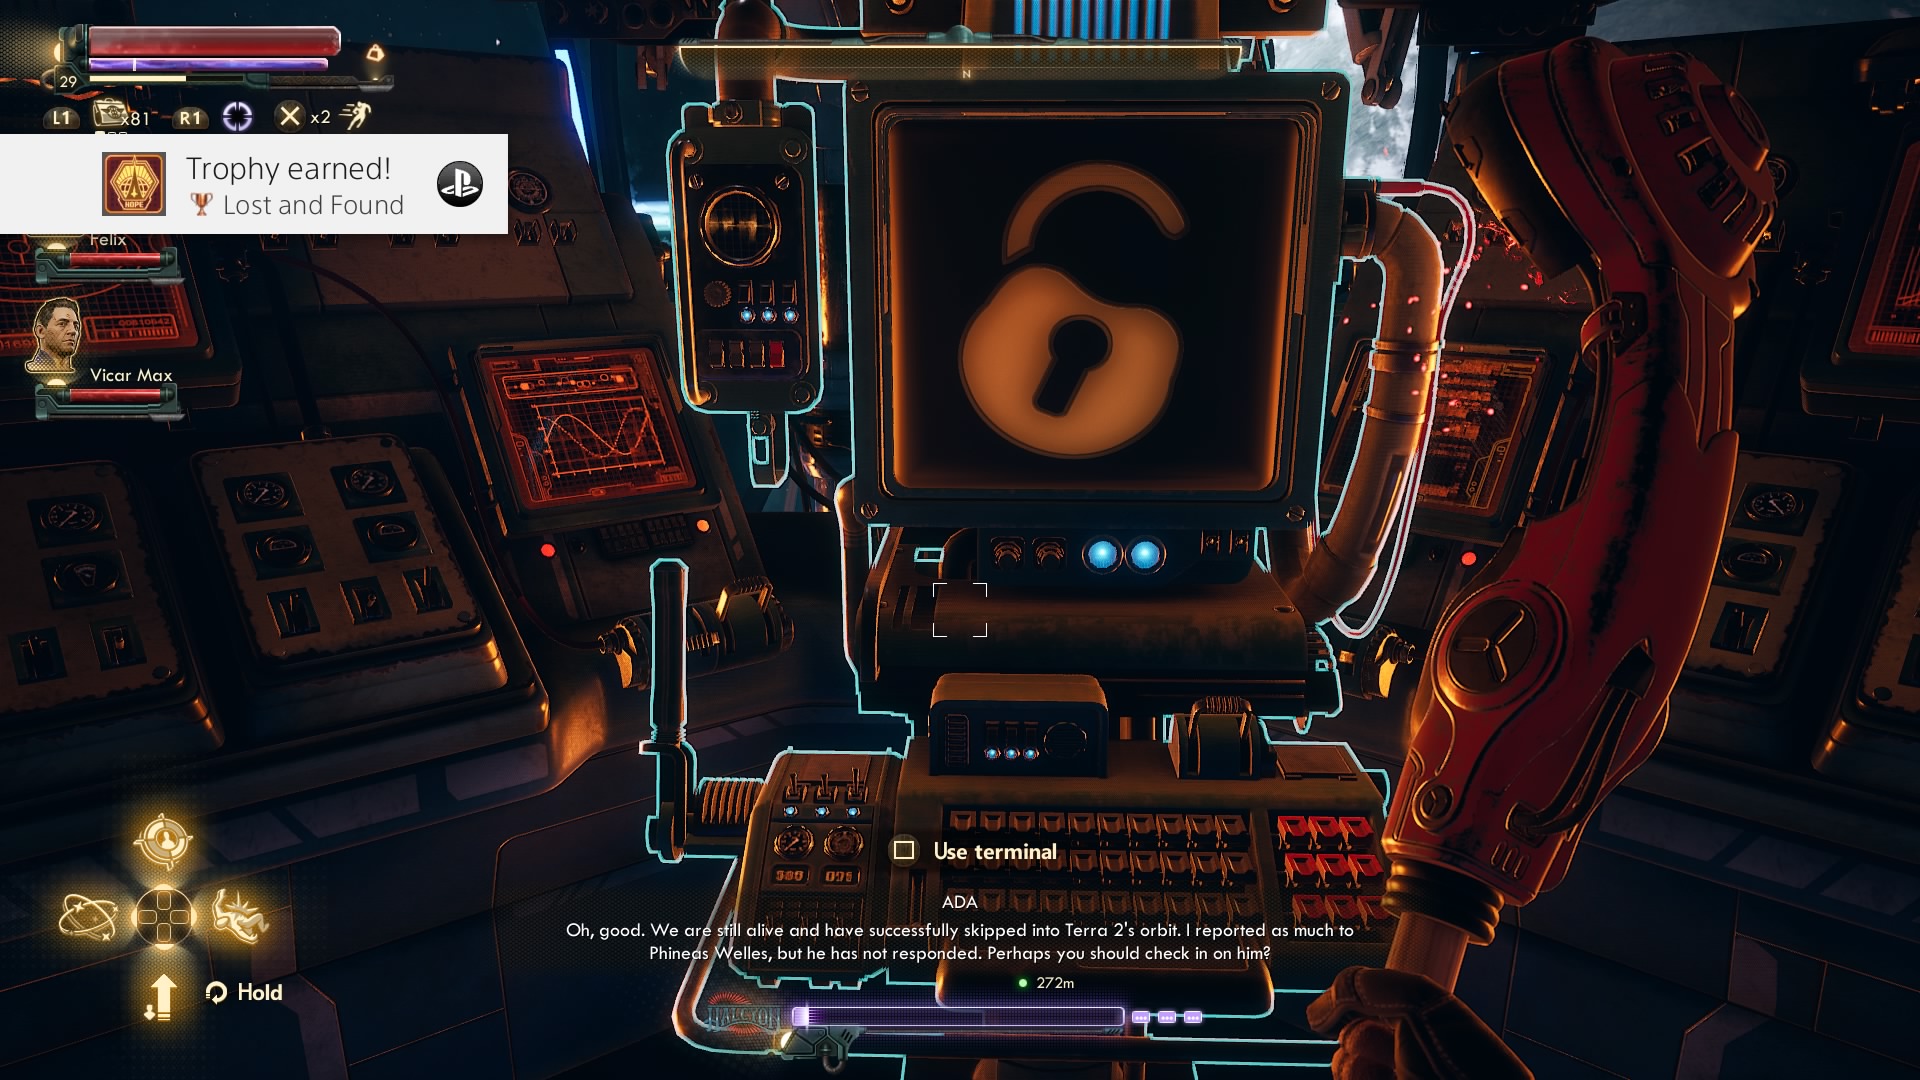 N
29
L1 x81 R1 x2
Trophy earned!
HOPE
Lost and Found
Felix
Vicar Max
Use terminal
ADA
Oh, good. We are still alive and have successfully skipped into Terra 2's orbit. I reported as much to
Phineas Welles, but he has not responded. Perhaps you should check in on him?
Hold
272m
HALCYON